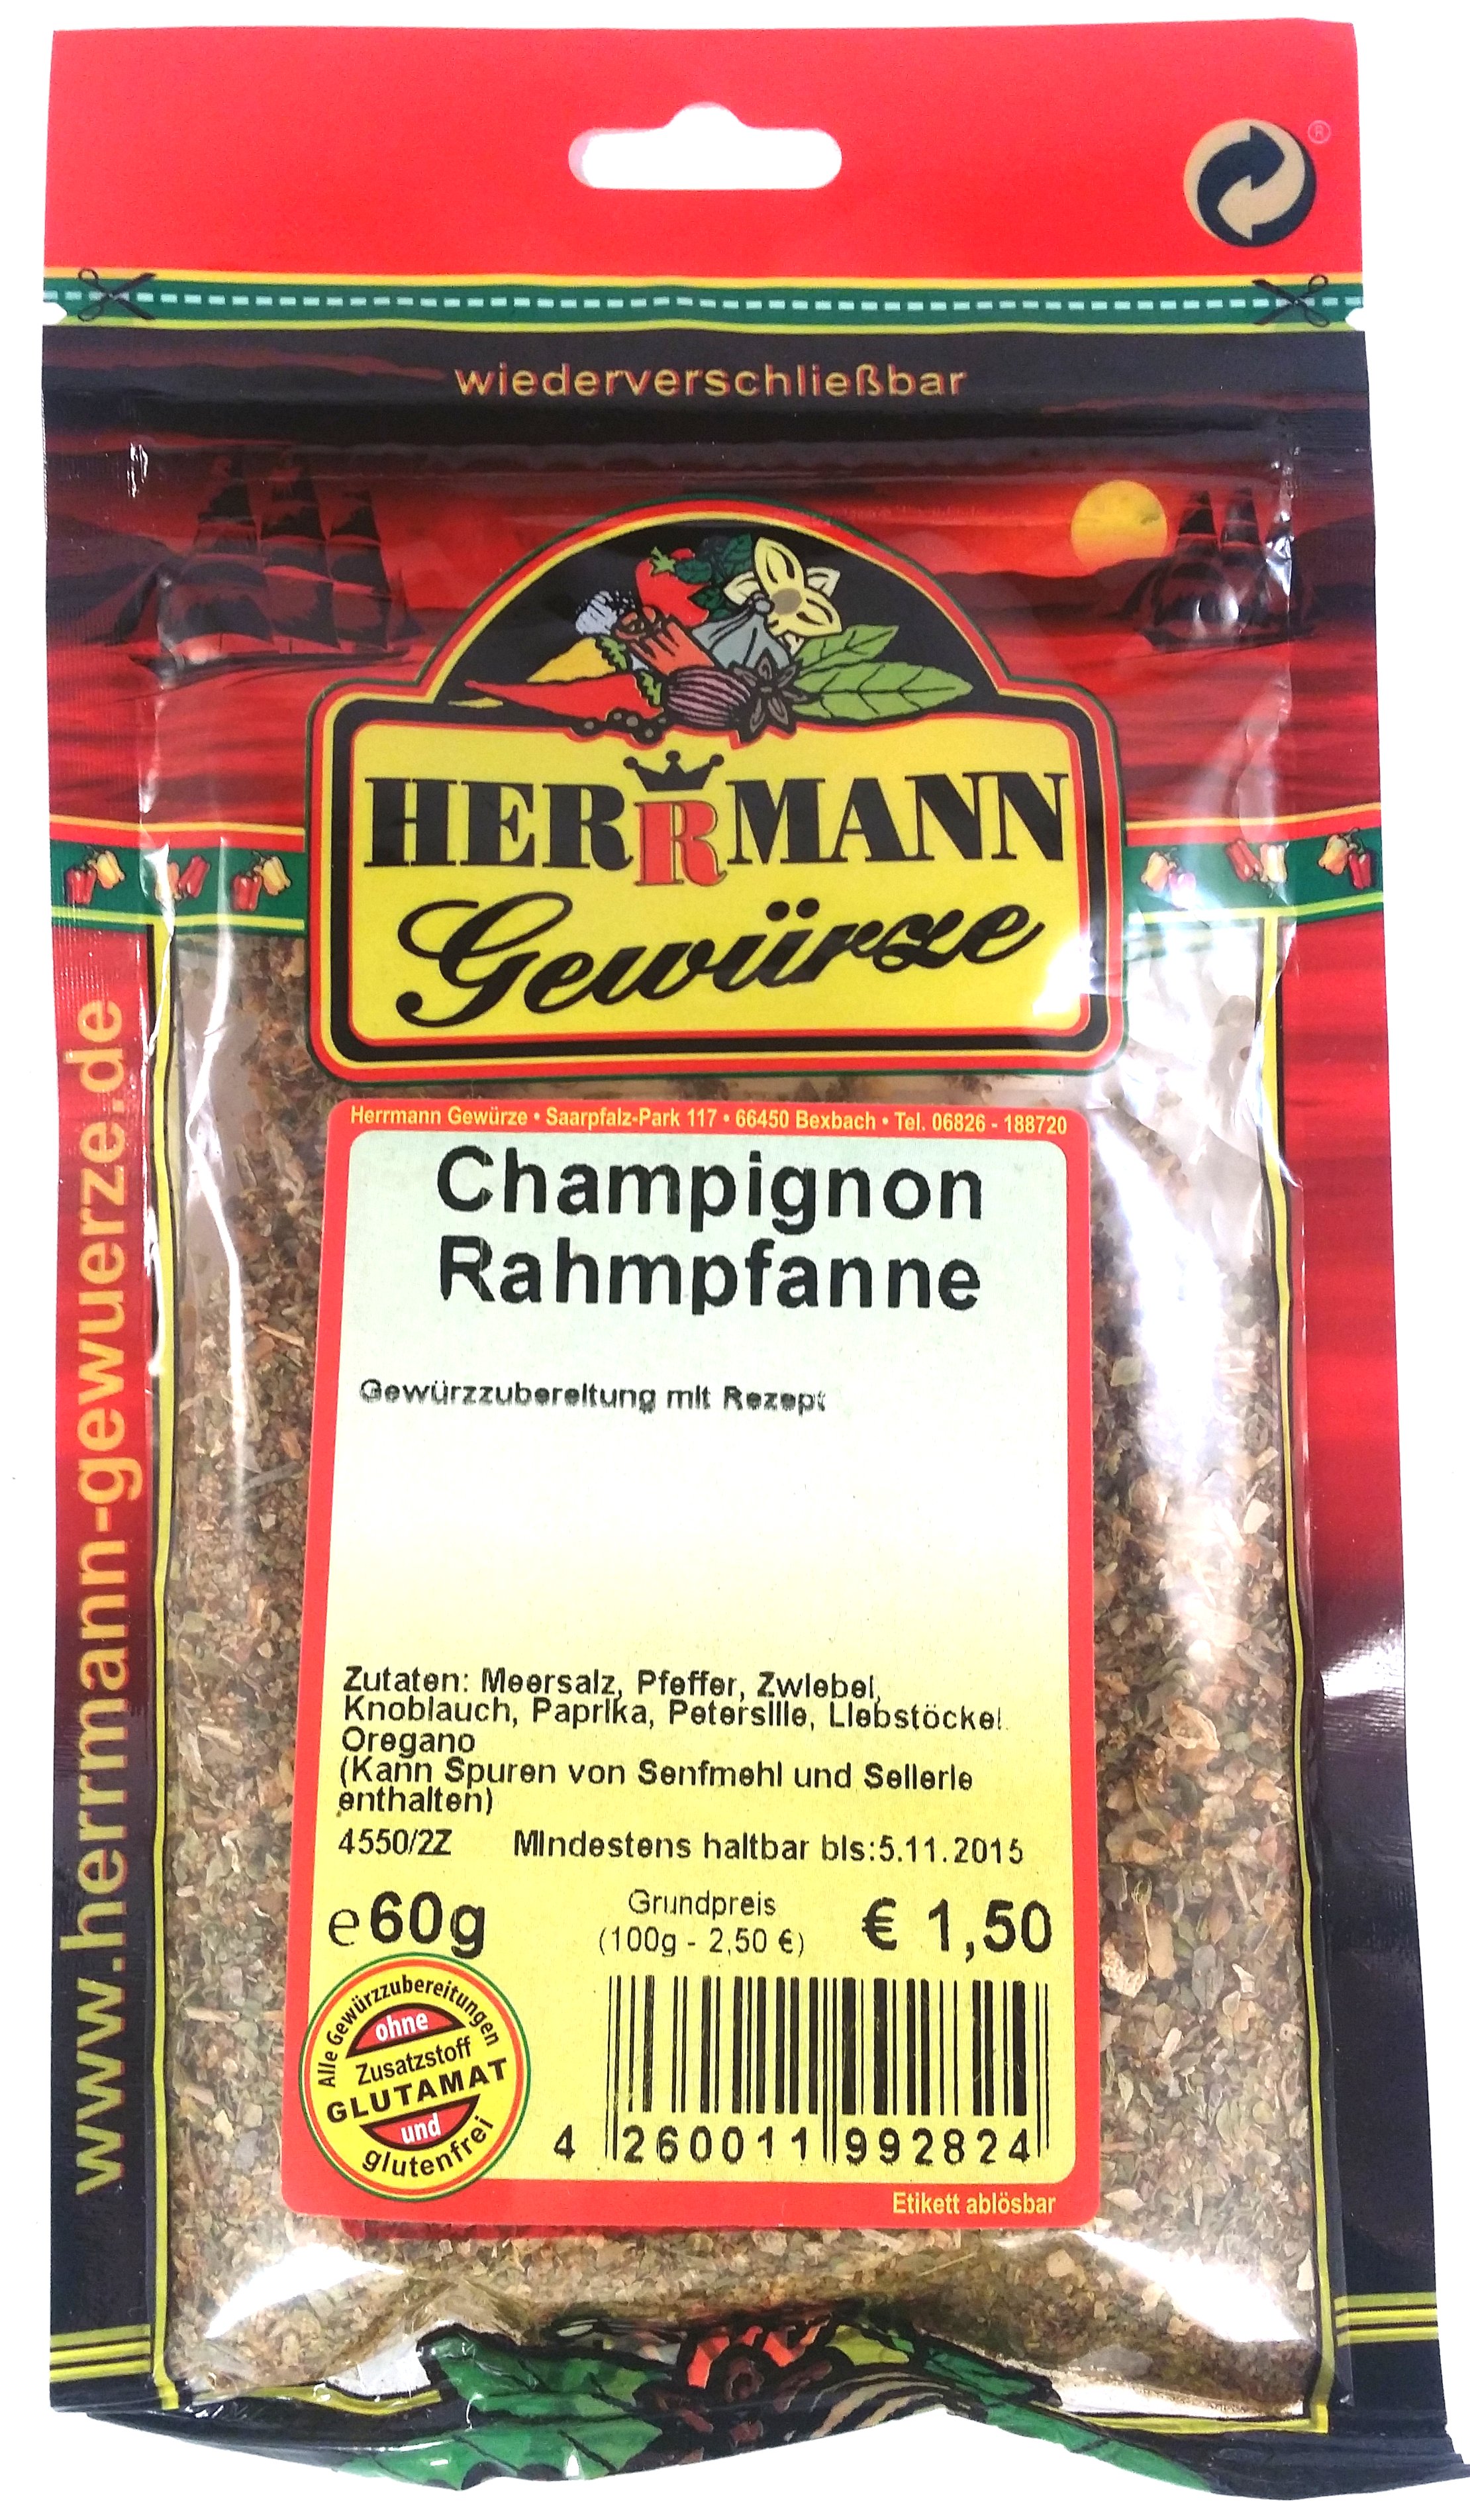 ®
wiederverschließbar
HERRMANN
Gewürze
www.herrmann-gewuerze.de
Herrmann Gewürze • Saarpfalz-Park 117 • 66450 Bexbach • Tel. 06826 - 188720
Champignon
Rahmpfanne
Gewürzzubereitung mit Rezept
Zutaten: Meersalz, Pfeffer, Zwiebel,
Knoblauch, Paprika, Petersilie, Liebstöckel.
Oregano
(Kann Spuren von Senfmehl und Sellerie
enthalten)
4550/2Z Mindestens haltbar bis:5.11.2015
e 60g Grundpreis € 1,50
(100g - 2,50 €)
Alle Gewürzzubereitungen
ohne
Zusatzstoff
GLUTAMAT
und
glutenfrei
4 260011 992824
Etikett ablösbar